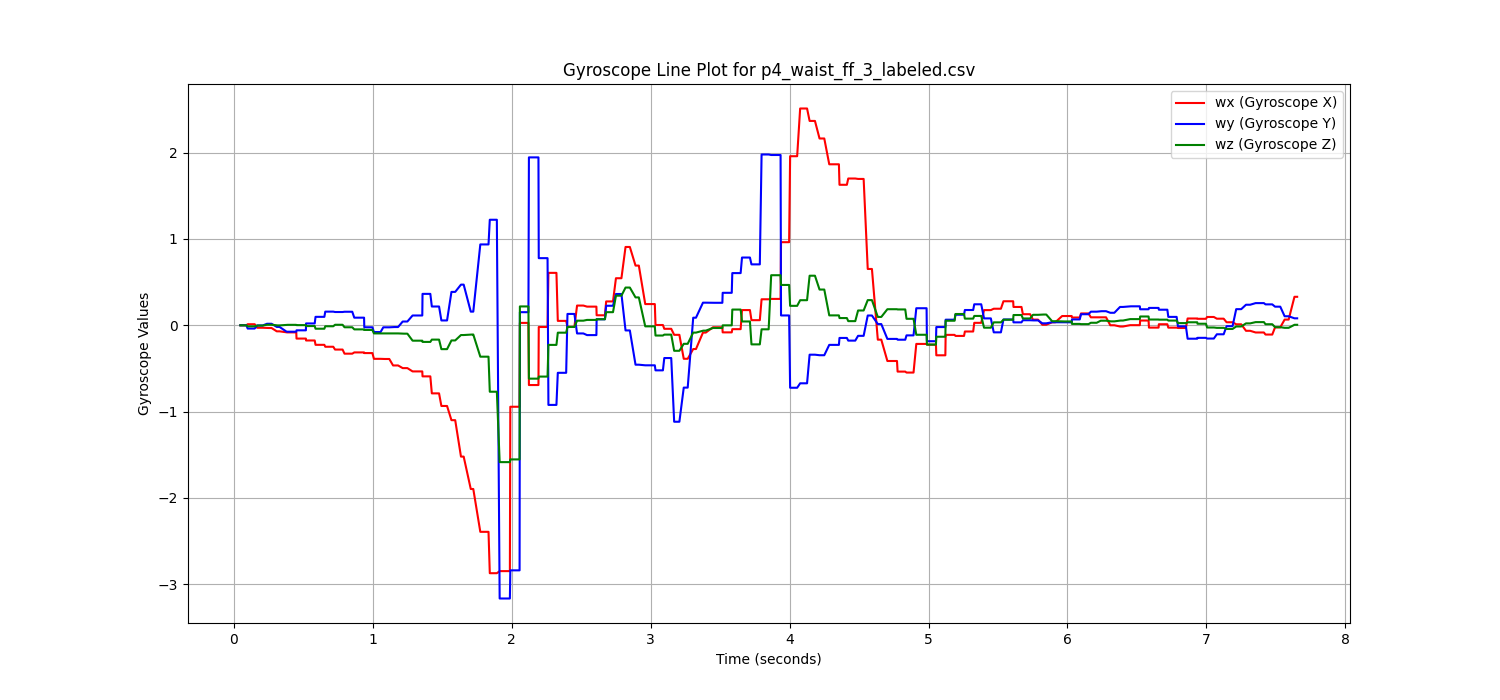 Gyroscope Line Plot for p4_waist_ff_3_labeled.csv
wx (Gyroscope X)
wy (Gyroscope Y)
wz (Gyroscope Z)
Gyroscope Values
2
1
0
−1
−2
−3
0 1 2 3 4 5 6 7 8
Time (seconds)